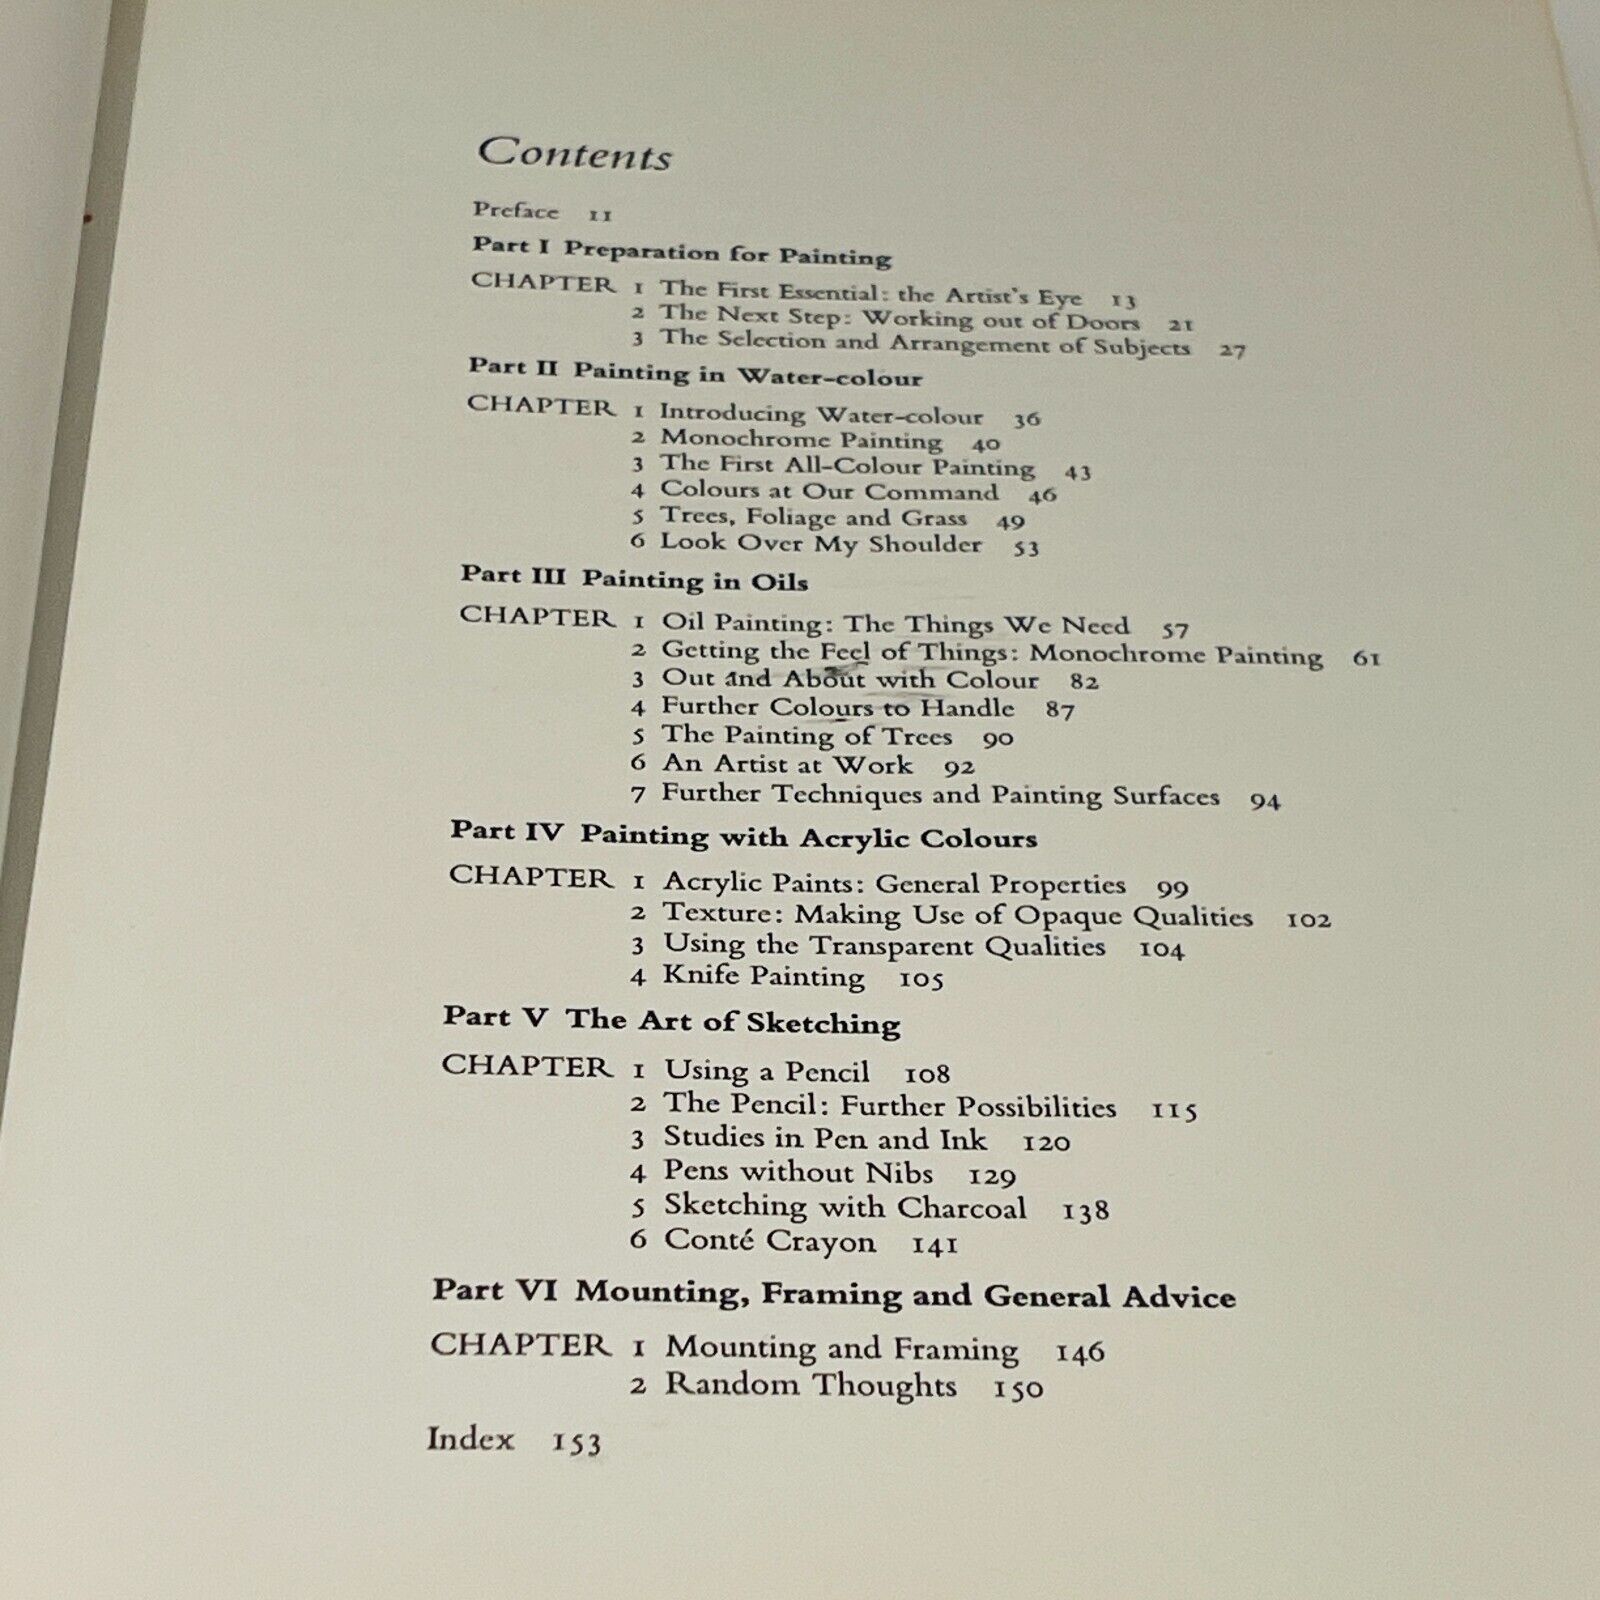 Contents
Preface 11
Part I Preparation for Painting
CHAPTER 1 The First Essential: the Artist's Eye 13
2 The Next Step: Working out of Doors 21
3 The Selection and Arrangement of Subjects 27
Part II Painting in Water-colour
CHAPTER 1 Introducing Water-colour 36
2 Monochrome Painting 40
3 The First All-Colour Painting 43
4 Colours at Our Command 46
5 Trees, Foliage and Grass 49
6 Look Over My Shoulder 53
Part III Painting in Oils
CHAPTER 1 Oil Painting: The Things We Need 57
2 Getting the Feel of Things: Monochrome Painting 61
3 Out and About with Colour 82
4 Further Colours to Handle 87
5 The Painting of Trees 90
6 An Artist at Work 92
7 Further Techniques and Painting Surfaces 94
Part IV Painting with Acrylic Colours
CHAPTER 1 Acrylic Paints: General Properties 99
2 Texture: Making Use of Opaque Qualities 102
3 Using the Transparent Qualities 104
4 Knife Painting 105
Part V The Art of Sketching
CHAPTER 1 Using a Pencil 108
2 The Pencil: Further Possibilities 115
3 Studies in Pen and Ink 120
4 Pens without Nibs 129
5 Sketching with Charcoal 138
6 Conté Crayon 141
Part VI Mounting, Framing and General Advice
CHAPTER 1 Mounting and Framing 146
2 Random Thoughts 150
Index 153